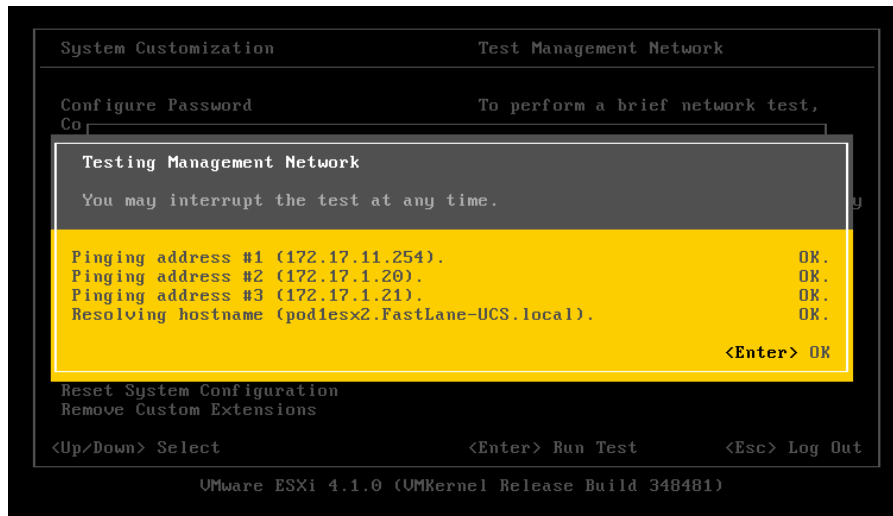 System Customization
Test Management Network
Configure Password
To perform a brief network test,
Co
Testing Management Network
You may interrupt the test at any time.
y
Pinging address #1 (172.17.11.254). OK.
Pinging address #2 (172.17.1.20). OK.
Pinging address #3 (172.17.1.21). OK.
Resolving hostname (pod1esx2.FastLane-UCS.local). OK.
<Enter> OK
Reset System Configuration
Remove Custom Extensions
<Up/Down> Select <Enter> Run Test <Esc> Log Out
VMware ESXi 4.1.0 (VMKernel Release Build 348481)